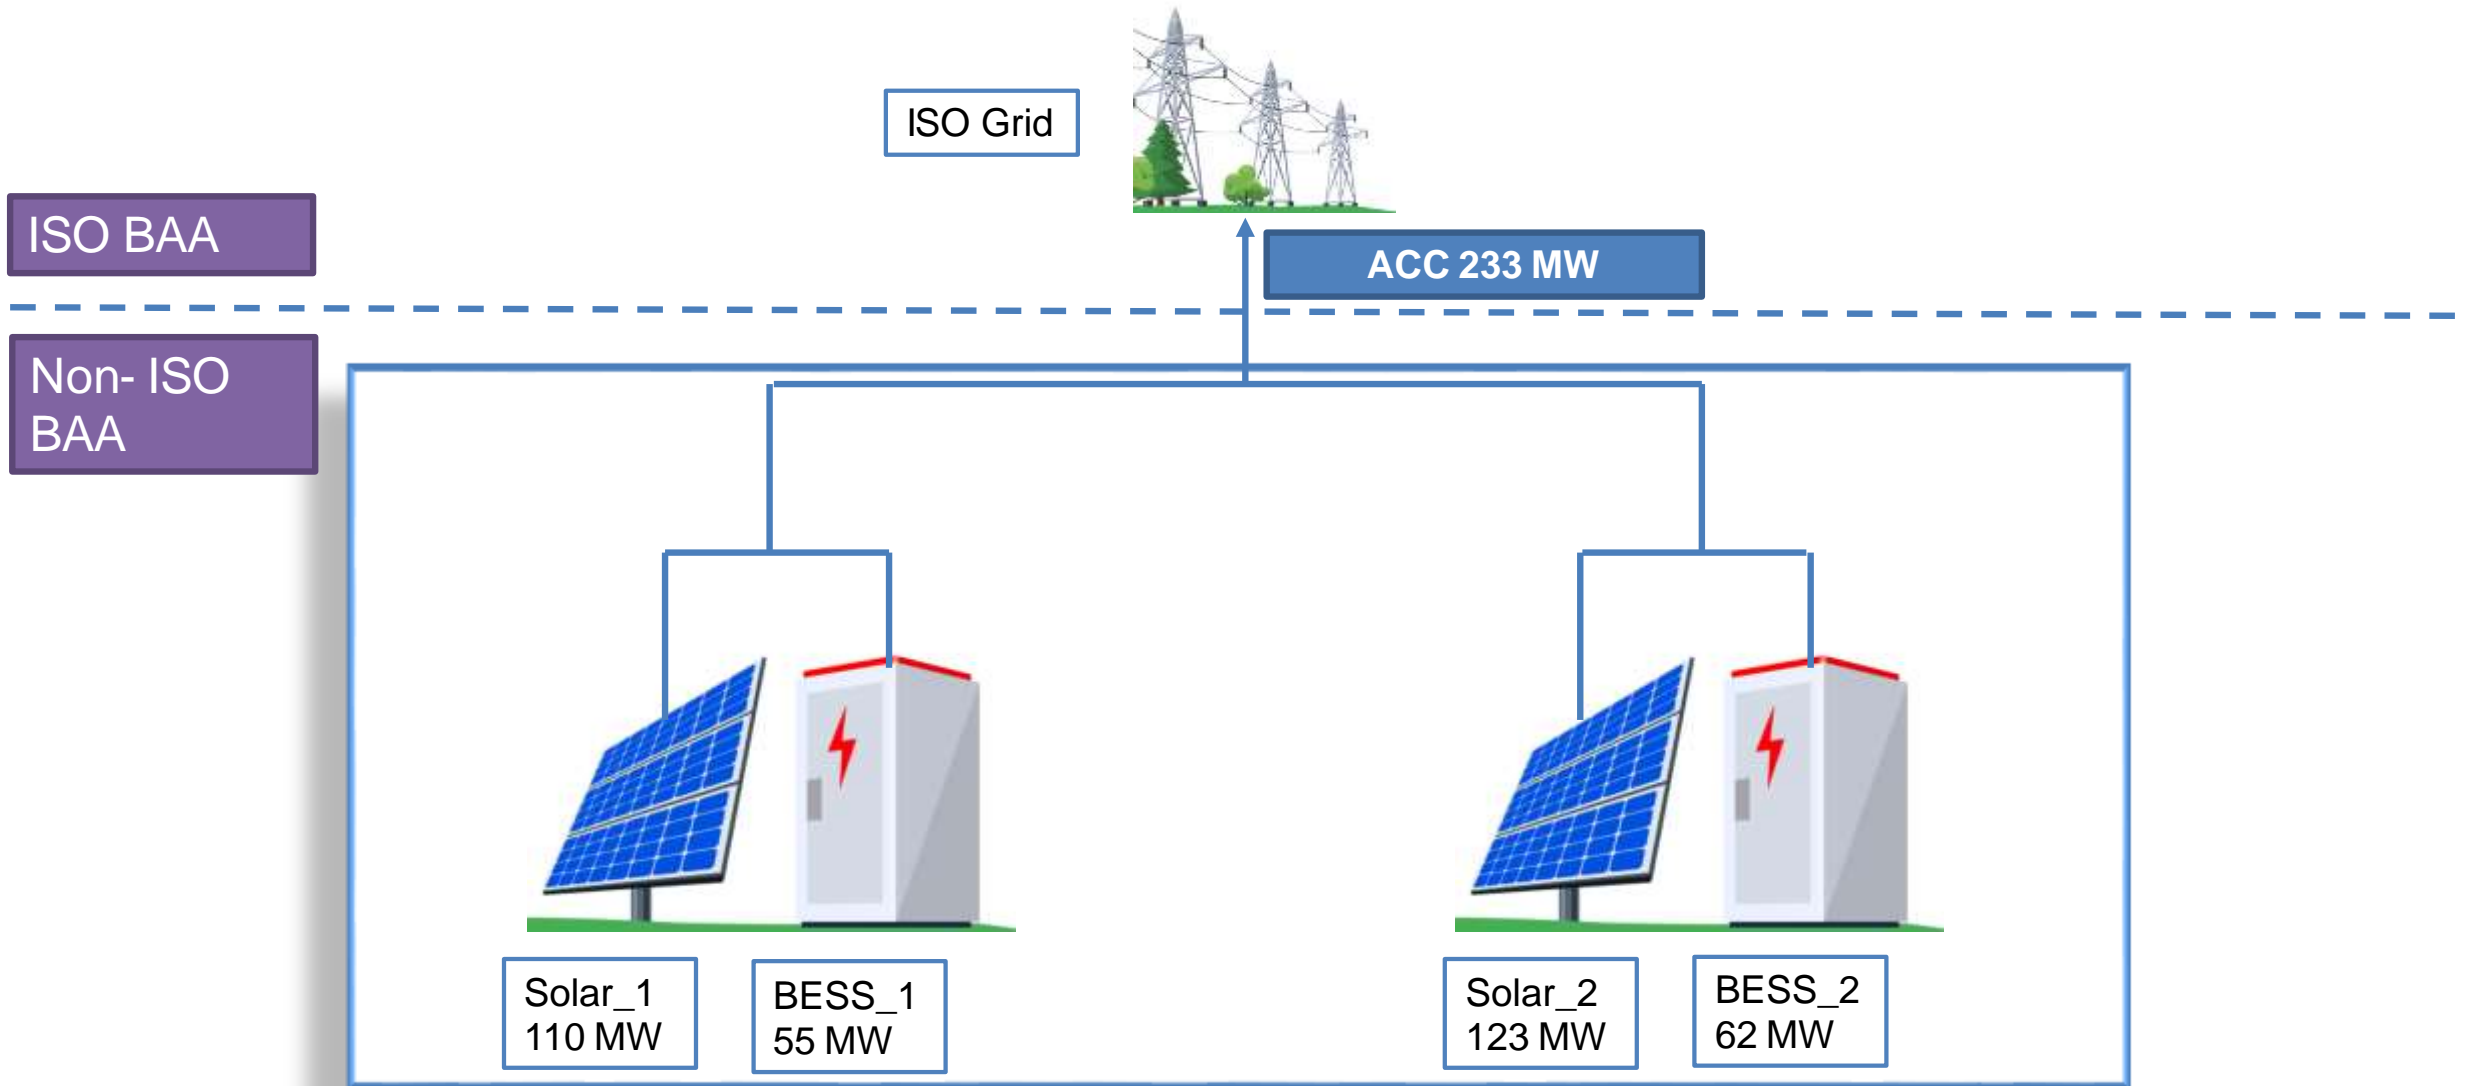 ISO Grid
ISO BAA
ACC 233 MW
Non- ISO
BAA
Solar_1
110 MW
BESS_1
55 MW
Solar_2
123 MW
BESS_2
62 MW